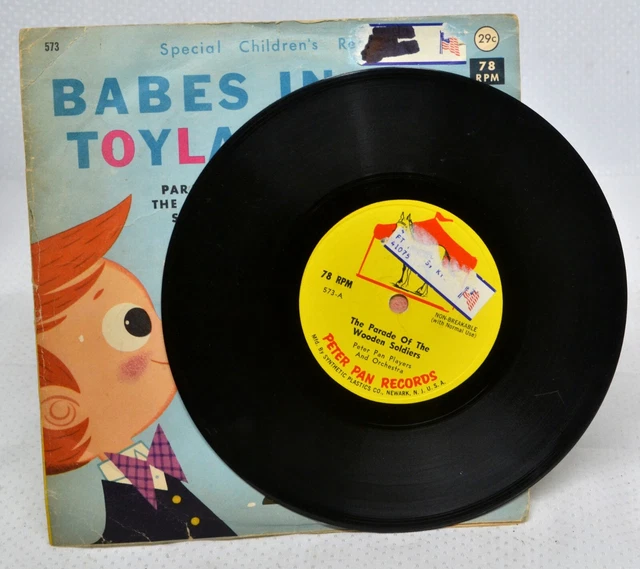 573
Special Children's Re
29c
78
RPM
BABES IN
TOYLA
PAR
THE
S
FT
41075
78 RPM
573-A
NON-BREAKABLE
(With Normal Use)
The Parade Of The
Wooden Soldiers
Peter Pan Players
And Orchestra
PETER PAN RECORDS
MFG. BY SYNTHETIC PLASTICS CO., NEWARK, N. J. U. S. A.